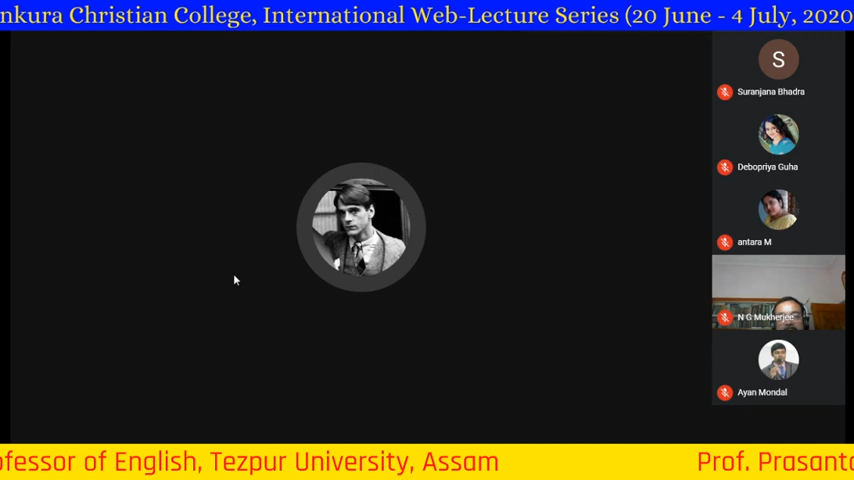 nkura Christian College, International Web-Lecture Series (20 June - 4 July, 2020
S
Suranjana Bhadra
Debopriya Guha
antara M
N G Mukherjee
Ayan Mondal
ofessor of English, Tezpur University, Assam
Prof. Prasanta